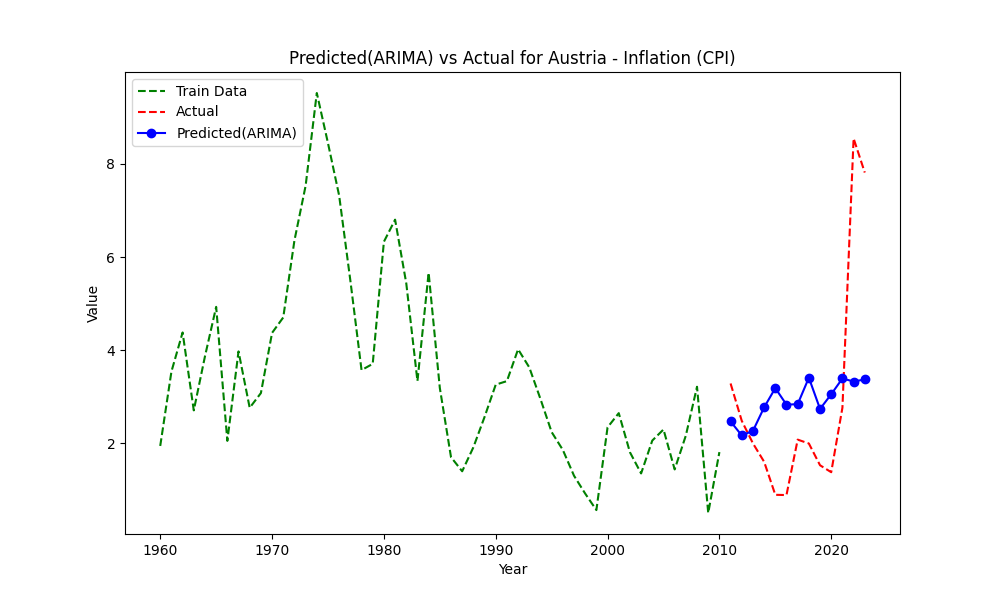 Predicted(ARIMA) vs Actual for Austria - Inflation (CPI)
Train Data
Actual
Predicted(ARIMA)
8
6
4
2
Value
1960 1970 1980 1990 2000 2010 2020
Year